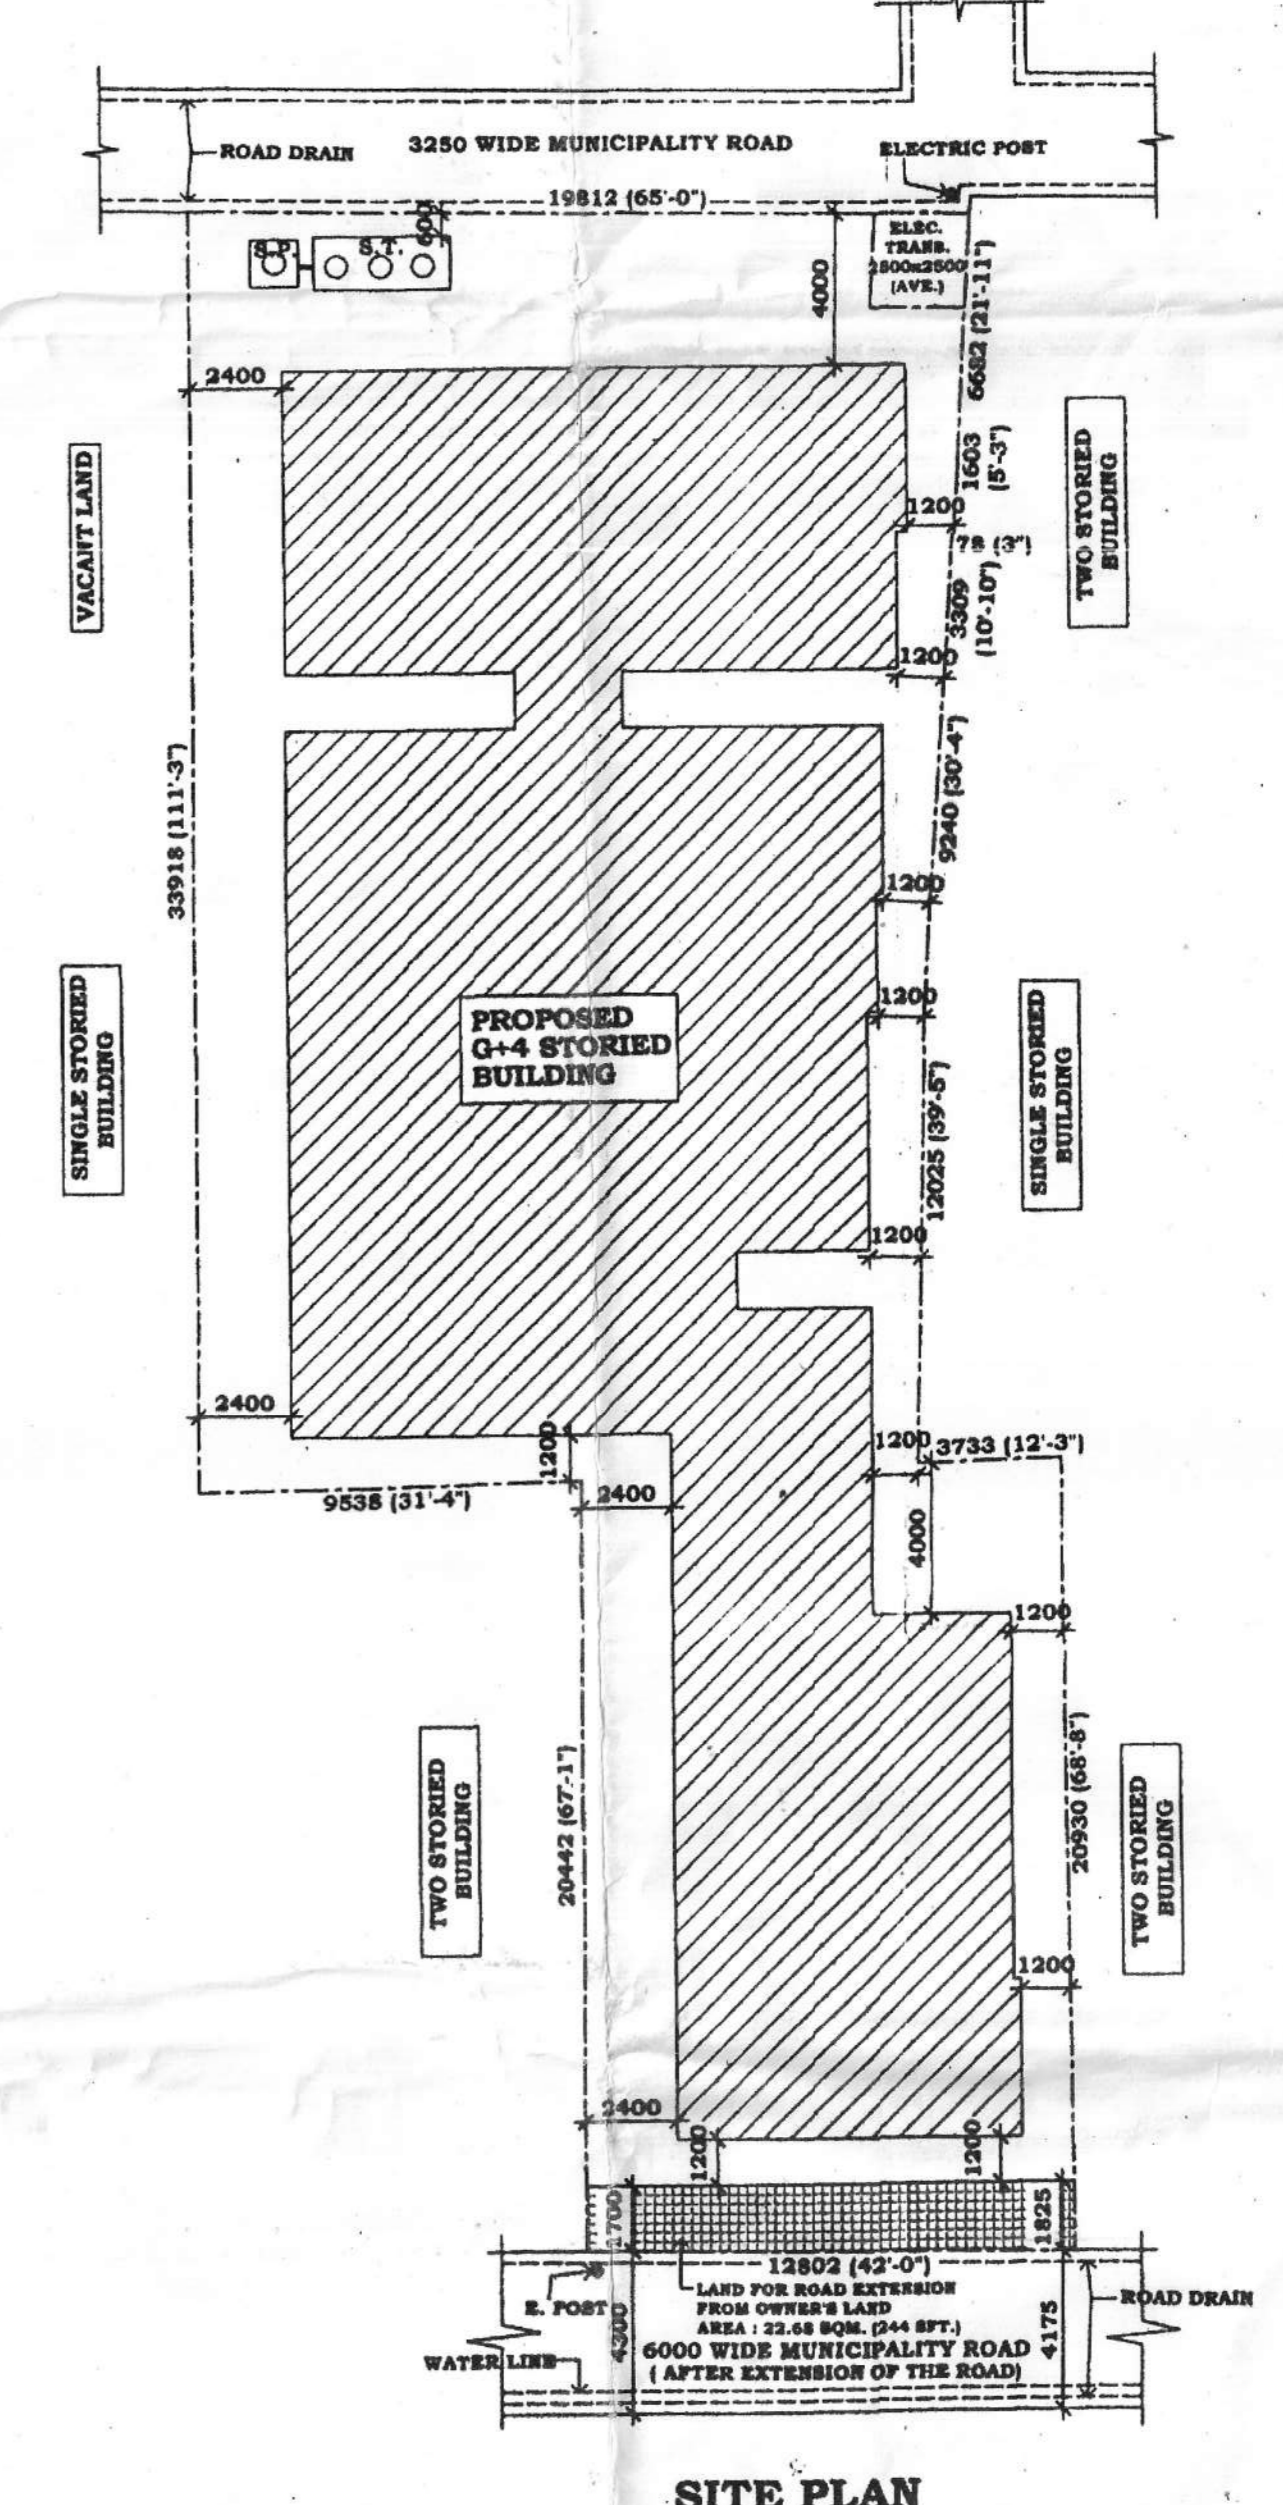 3250 WIDE MUNICIPALITY ROAD
ROAD DRAIN
ELECTRIC POST
19812 (65'-0")
600
S.P.
S.T.
4000
ELEC.
TRANS.
2500x2500
(AVE.)
6682 (21'-11")
2400
VACANT LAND
1603
(5'-3")
TWO STORIED
BUILDING
1200
78 (3")
3309
(10'-10")
1200
33918 (111'-3")
9240 (30'-4")
1200
SINGLE STORIED
BUILDING
PROPOSED
G+4 STORIED
BUILDING
1200
SINGLE STORIED
BUILDING
12025 (39'-5")
1200
2400
1200
1200
3733 (12'-3")
9538 (31'-4")
2400
4000
1200
TWO STORIED
BUILDING
20442 (67'-1")
20930 (68'-8")
TWO STORIED
BUILDING
1200
2400
1200
1200
1700
1825
12802 (42'-0")
LAND FOR ROAD EXTENSION
FROM OWNER'S LAND
AREA : 22.68 SQM. (244 SFT.)
ROAD DRAIN
E. POST
4300
6000 WIDE MUNICIPALITY ROAD
( AFTER EXTENSION OF THE ROAD)
4175
WATER LINE
SITE PLAN